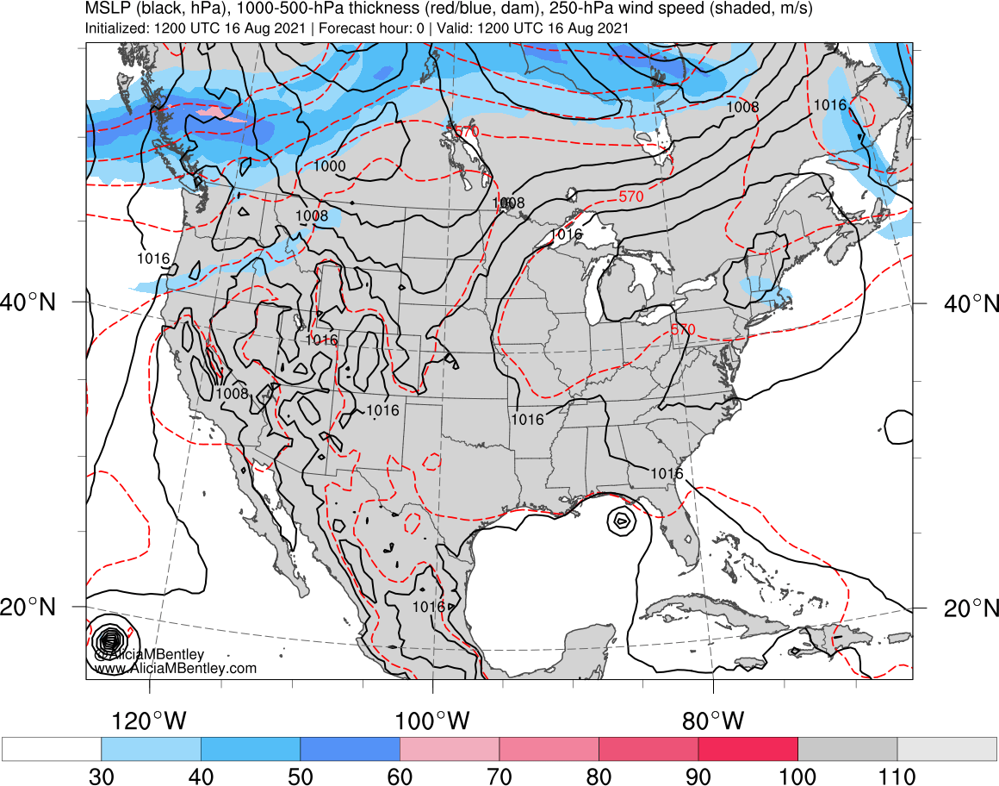 MSLP (black, hPa), 1000-500-hPa thickness (red/blue, dam), 250-hPa wind speed (shaded, m/s)
Initialized: 1200 UTC 16 Aug 2021 | Forecast hour: 0 | Valid: 1200 UTC 16 Aug 2021
1016
1008
570
1000
570
1008
1008
1016
1016
40°N
40°N
570
1016
1008
1016
1016
1016
20°N
1016
20°N
©AliciaMBentley
www.AliciaMBentley.com
120°W 100°W 80°W
30 40 50 60 70 80 90 100 110